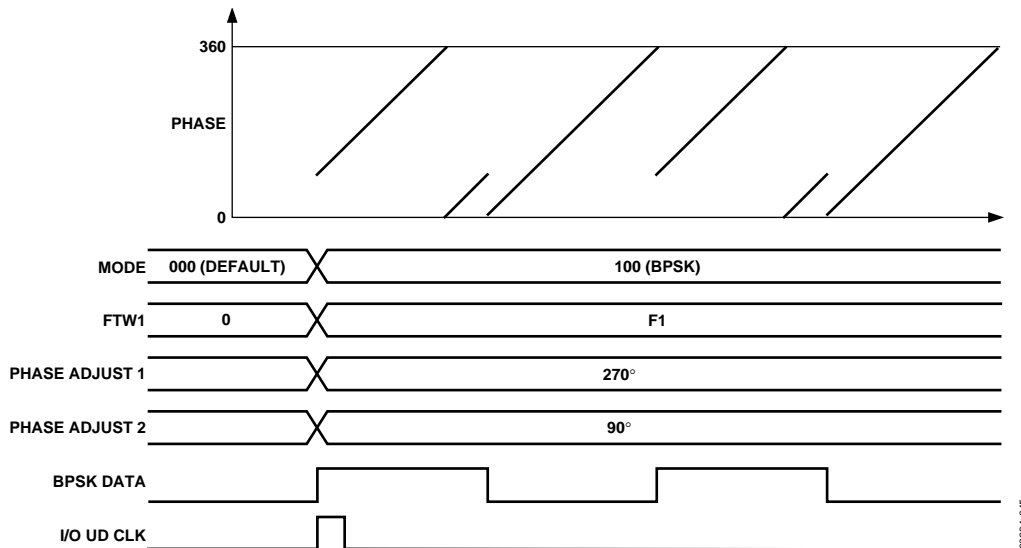 360
PHASE
0
MODE 000 (DEFAULT) 100 (BPSK)
FTW1 0 F1
PHASE ADJUST 1 270°
PHASE ADJUST 2 90°
BPSK DATA
I/O UD CLK